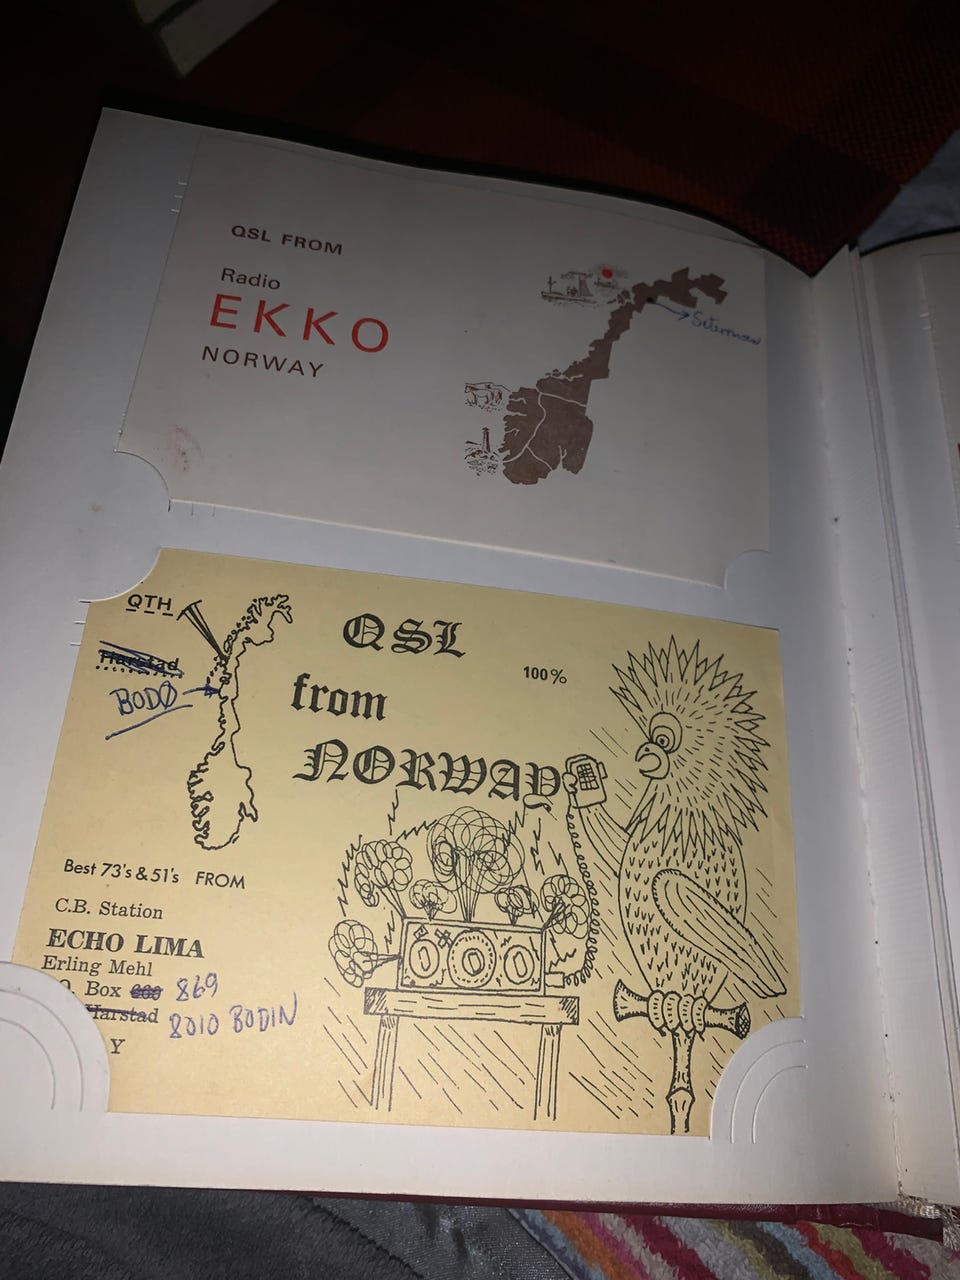 QSL FROM
Radio
EKKO
NORWAY
QTH
Harstad
BODØ
QSL
100%
from
NORWAY
Best 73's & 51's FROM
C.B. Station
ECHO LIMA
Erling Mehl
O. Box 869
Harstad 8010 BODIN
Y